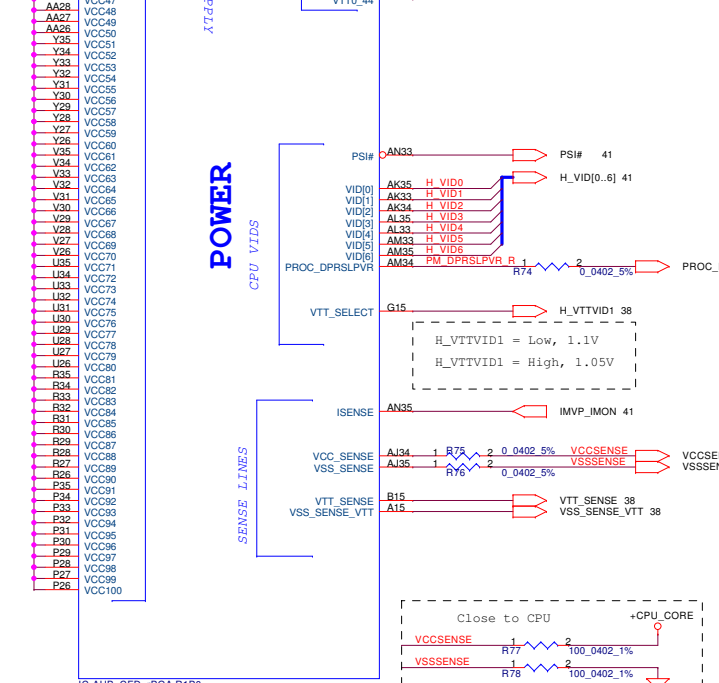 VCC47
AA28 VCC48
AA27 VCC49
AA26 VCC50
Y35 VCC51
Y34 VCC52
Y33 VCC53
Y32 VCC54
Y31 VCC55
Y30 VCC56
Y29 VCC57
Y28 VCC58
Y27 VCC59
Y26 VCC60
V35 VCC61
V34 VCC62
V33 VCC63
V32 VCC64
V31 VCC65
V30 VCC66
V29 VCC67
V28 VCC68
V27 VCC69
V26 VCC70
U35 VCC71
U34 VCC72
U33 VCC73
U32 VCC74
U31 VCC75
U30 VCC76
U29 VCC77
U28 VCC78
U27 VCC79
U26 VCC80
R35 VCC81
R34 VCC82
R33 VCC83
R32 VCC84
R31 VCC85
R30 VCC86
R29 VCC87
R28 VCC88
R27 VCC89
R26 VCC90
P35 VCC91
P34 VCC92
P33 VCC93
P32 VCC94
P31 VCC95
P30 VCC96
P29 VCC97
P28 VCC98
P27 VCC99
P26 VCC100
VTT0_44
POWER
CPU VIDS
PSI# AN33 PSI# 41
H_VID[0..6] 41
VID[0] AK35 H_VID0
VID[1] AK33 H_VID1
VID[2] AK34 H_VID2
VID[3] AL35 H_VID3
VID[4] AL33 H_VID4
VID[5] AM33 H_VID5
VID[6] AM35 H_VID6
PROC_DPRSLPVR AM34 PM_DPRSLPVR_R 1 R74 2 0_0402_5% PROC_
VTT_SELECT G15 H_VTTVID1 38
H_VTTVID1 = Low, 1.1V
H_VTTVID1 = High, 1.05V
SENSE LINES
ISENSE AN35 IMVP_IMON 41
VCC_SENSE AJ34 1 R75 2 0_0402_5% VCCSENSE VCCSE
VSS_SENSE AJ35 1 R76 2 0_0402_5% VSSSENSE VSSSE
VTT_SENSE B15 VTT_SENSE 38
VSS_SENSE_VTT A15 VSS_SENSE_VTT 38
Close to CPU +CPU_CORE
VCCSENSE 1 R77 2 100_0402_1%
VSSSENSE 1 R78 2 100_0402_1%